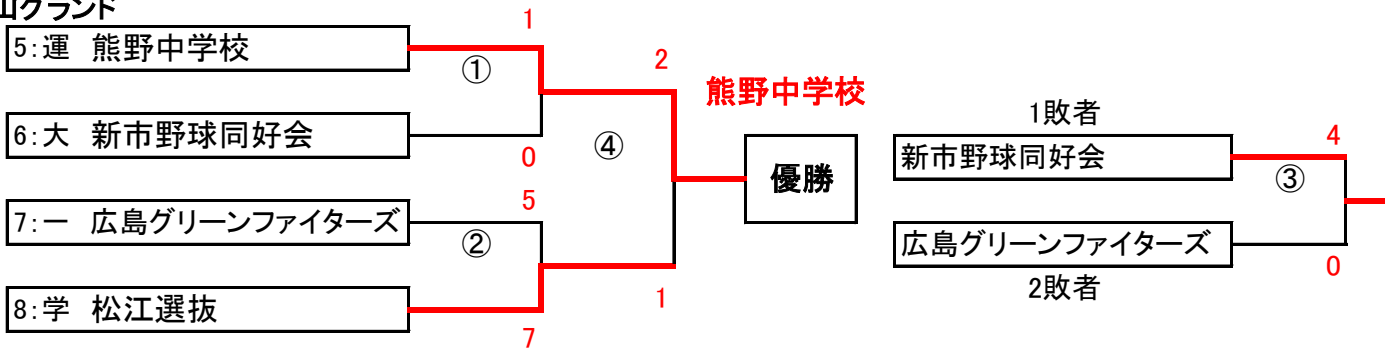 山グランド
1
5:運 熊野中学校
①
2
熊野中学校
6:大 新市野球同好会
0
④
優勝
5
7:一 広島グリーンファイターズ
②
8:学 松江選抜
7
1
1敗者
新市野球同好会
4
③
広島グリーンファイターズ
0
2敗者